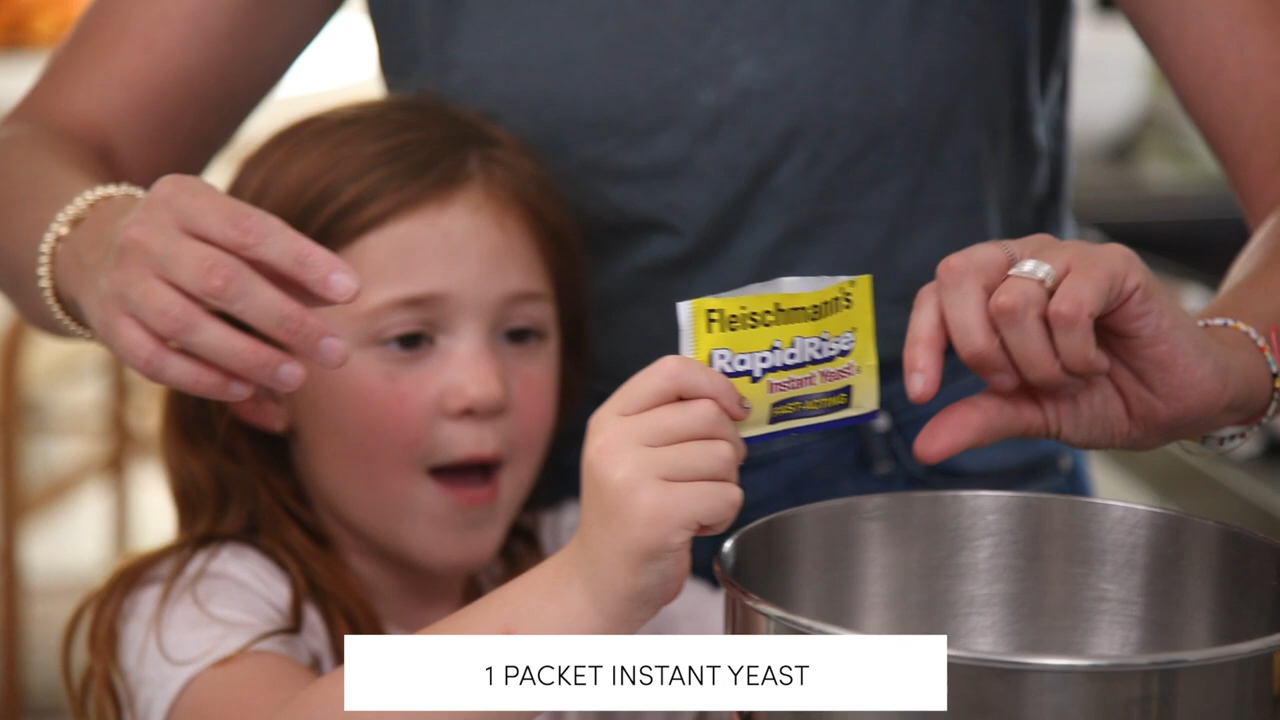 Fleischmann's®
RapidRise®
Instant Yeast
FAST-ACTING
1 PACKET INSTANT YEAST